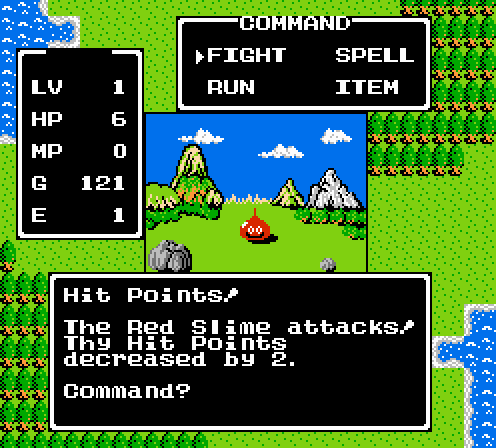 COMMAND
FIGHT SPELL
RUN ITEM
LV 1
HP 6
MP 0
G 121
E 1
Hit Points!
The Red Slime attacks!
Thy Hit Points
decreased by 2.
Command?